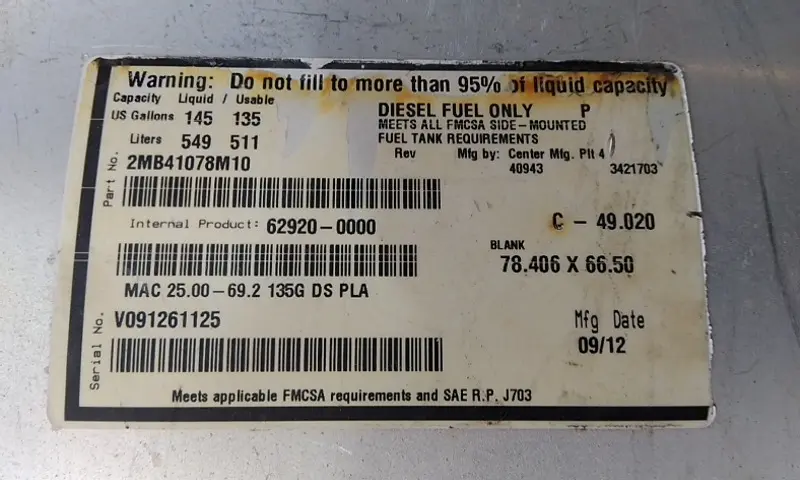 Warning: Do not fill to more than 95% of liquid capacity
Capacity Liquid / Usable
US Gallons 145 135
Liters 549 511
DIESEL FUEL ONLY P
MEETS ALL FMCSA SIDE-MOUNTED
FUEL TANK REQUIREMENTS
Rev Mfg by: Center Mfg. Plt 4
40943 3421703
Part No. 2MB41078M10
Internal Product: 62920-0000
C - 49.020
BLANK
78.406 X 66.50
MAC 25.00-69.2 135G DS PLA
Serial No. V091261125
Mfg Date
09/12
Meets applicable FMCSA requirements and SAE R.P. J703